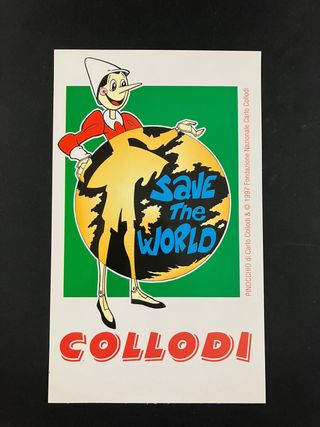 SAVE
THE
WORLD
PINOCCHIO di Carlo Collodi & © 1997 Fondazione Nazionale Carlo Collodi
COLLODI